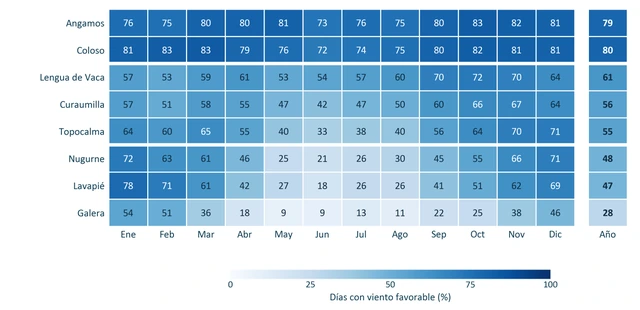 Angamos 76 75 80 80 81 73 76 75 80 83 82 81 79
Coloso 81 83 83 79 76 72 74 75 80 82 81 81 80
Lengua de Vaca 57 53 59 61 53 54 57 60 70 72 70 64 61
Curaumilla 57 51 58 55 47 42 47 50 60 66 67 64 56
Topocalma 64 60 65 55 40 33 38 40 56 64 70 71 55
Nugurne 72 63 61 46 25 21 26 30 45 55 66 71 48
Lavapié 78 71 61 42 27 18 26 26 41 51 62 69 47
Galera 54 51 36 18 9 9 13 11 22 25 38 46 28
Ene Feb Mar Abr May Jun Jul Ago Sep Oct Nov Dic Año
0 25 50 75 100
Días con viento favorable (%)